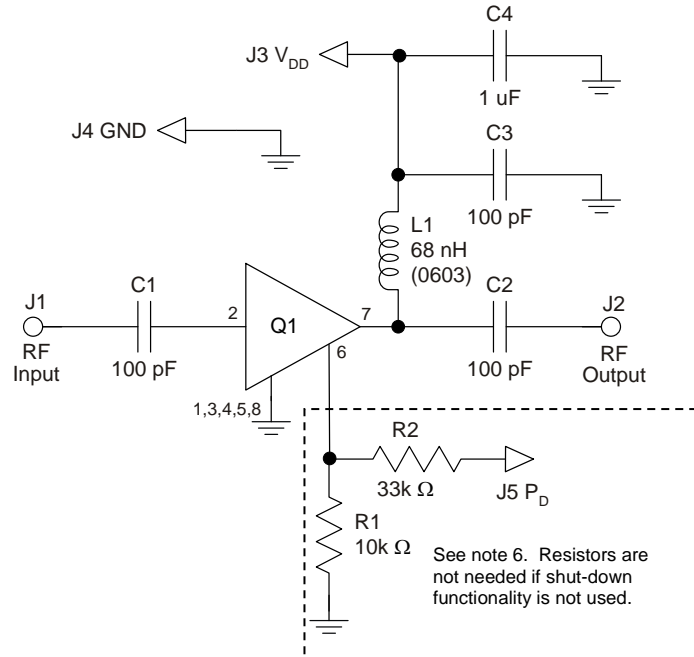 C4
J3 VDD
1 uF
J4 GND
C3
100 pF
L1
68 nH
(0603)
C1
C2
J1
J2
2
Q1
7
6
RF
Input
100 pF
100 pF
RF
Output
1,3,4,5,8
R2
33k Ω
J5 PD
R1
10k Ω
See note 6. Resistors are
not needed if shut-down
functionality is not used.